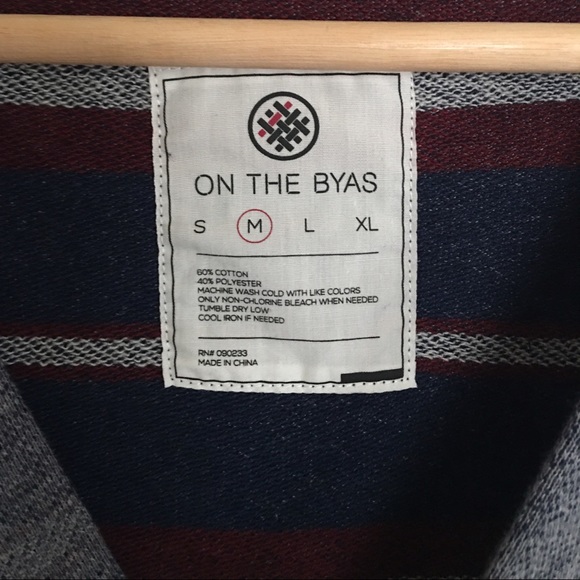 ON THE BYAS
S M L XL
60% COTTON
40% POLYESTER
MACHINE WASH COLD WITH LIKE COLORS
ONLY NON-CHLORINE BLEACH WHEN NEEDED
TUMBLE DRY LOW
COOL IRON IF NEEDED
RN# 090233
MADE IN CHINA